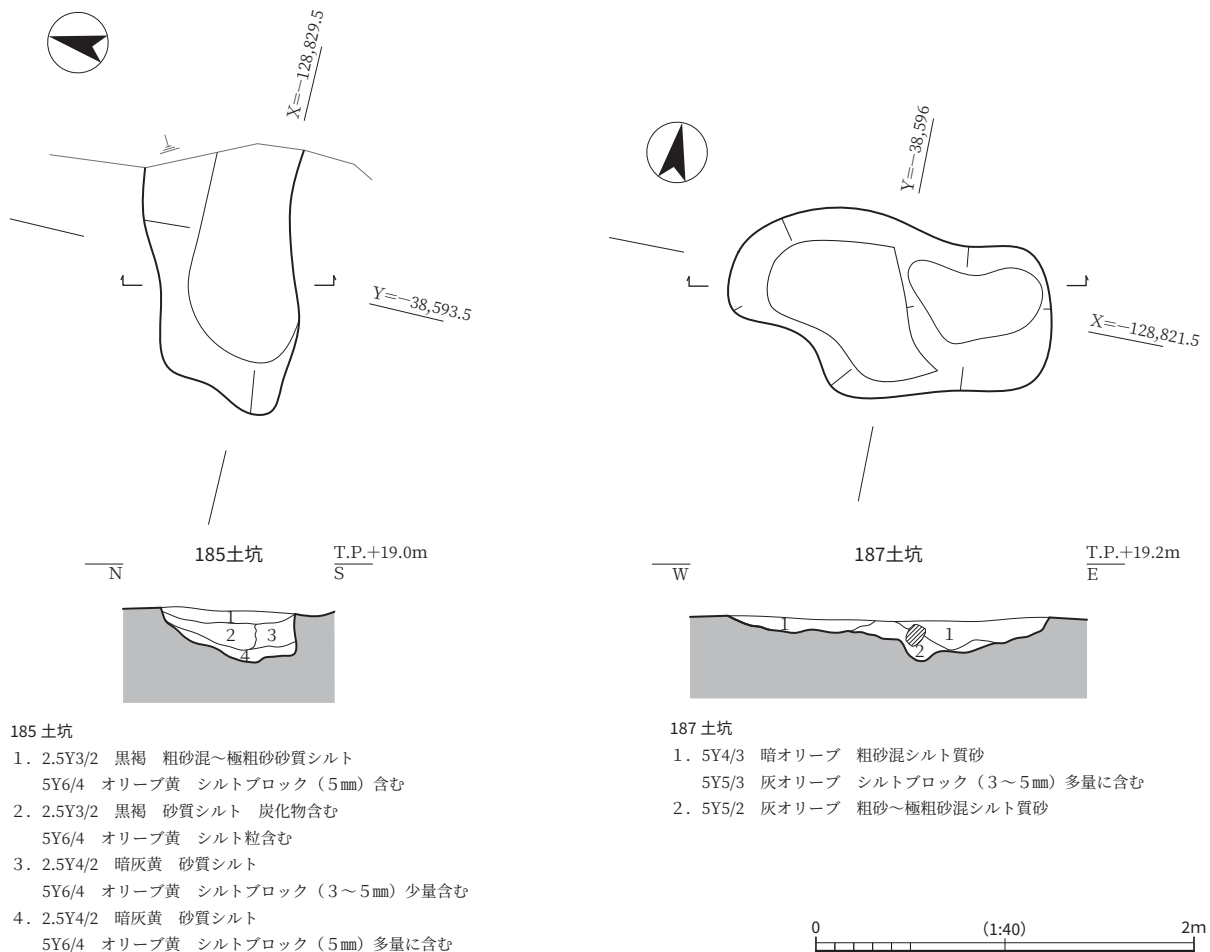 X=−128,829.5
Y=−38,593.5
Y=−38,596
X=−128,821.5
185土坑
T.P.+19.0m
N
S
1
2
3
4
187土坑
T.P.+19.2m
W
E
1
1
2
185 土坑
１．2.5Y3/2　黒褐　粗砂混～極粗砂砂質シルト
5Y6/4　オリーブ黄　シルトブロック（５㎜）含む
２．2.5Y3/2　黒褐　砂質シルト　炭化物含む
5Y6/4　オリーブ黄　シルト粒含む
３．2.5Y4/2　暗灰黄　砂質シルト
5Y6/4　オリーブ黄　シルトブロック（３～５㎜）少量含む
４．2.5Y4/2　暗灰黄　砂質シルト
5Y6/4　オリーブ黄　シルトブロック（５㎜）多量に含む
187 土坑
１．5Y4/3　暗オリーブ　粗砂混シルト質砂
5Y5/3　灰オリーブ　シルトブロック（３～５㎜）多量に含む
２．5Y5/2　灰オリーブ　粗砂～極粗砂混シルト質砂
0
(1:40)
2m